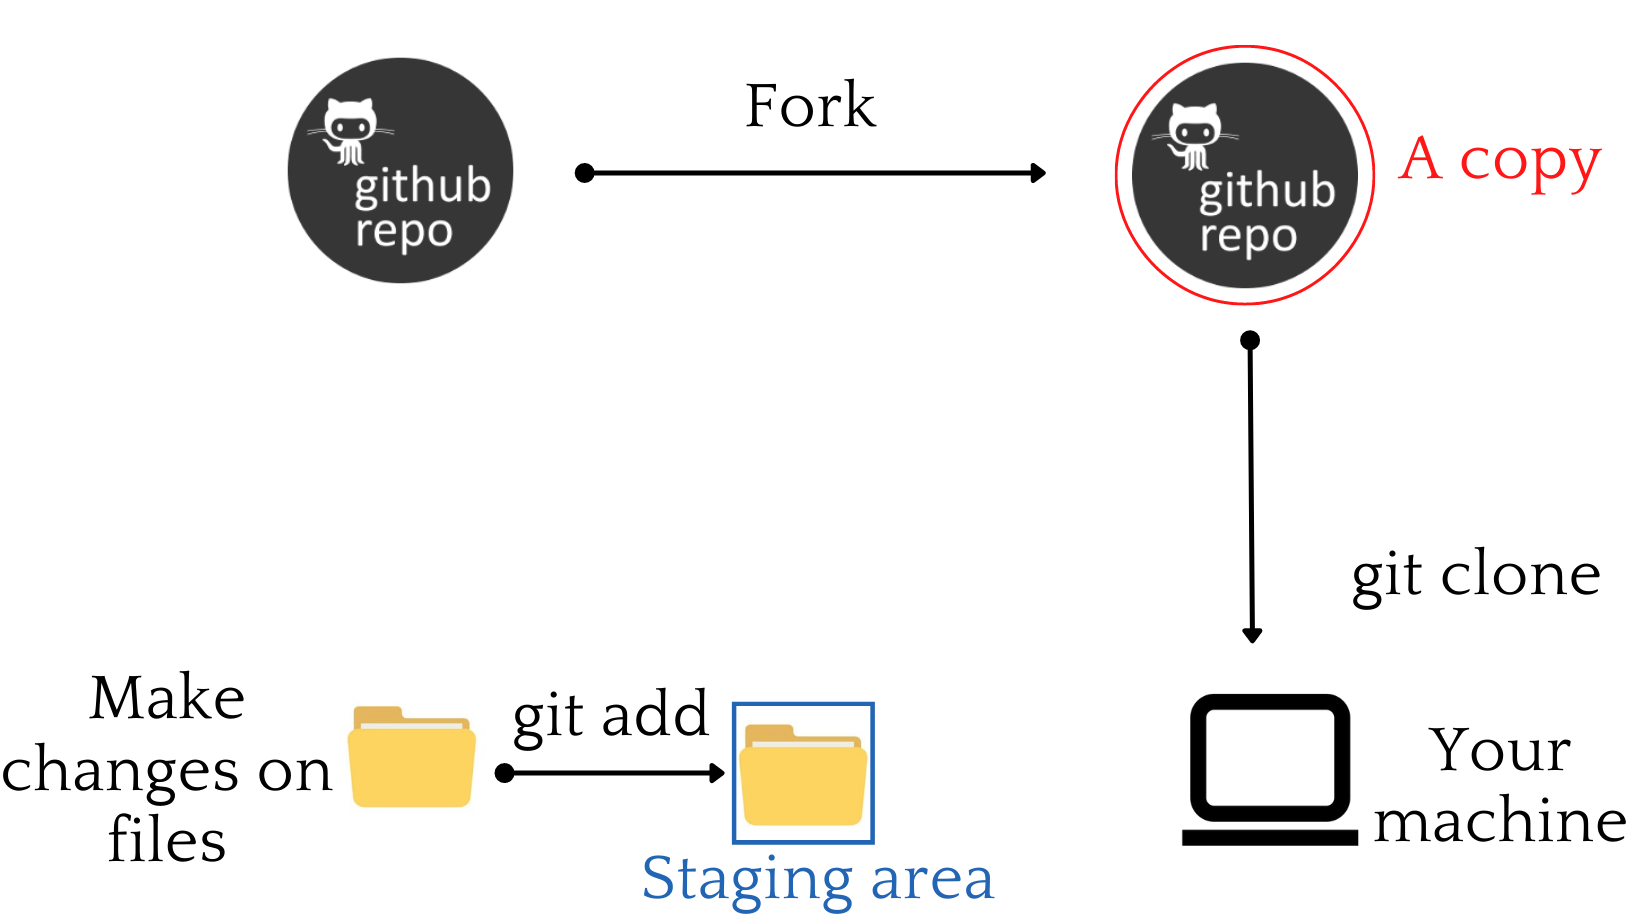 Fork
github
repo
github
repo
A copy
git clone
Make
changes on
files
git add
Staging area
Your
machine